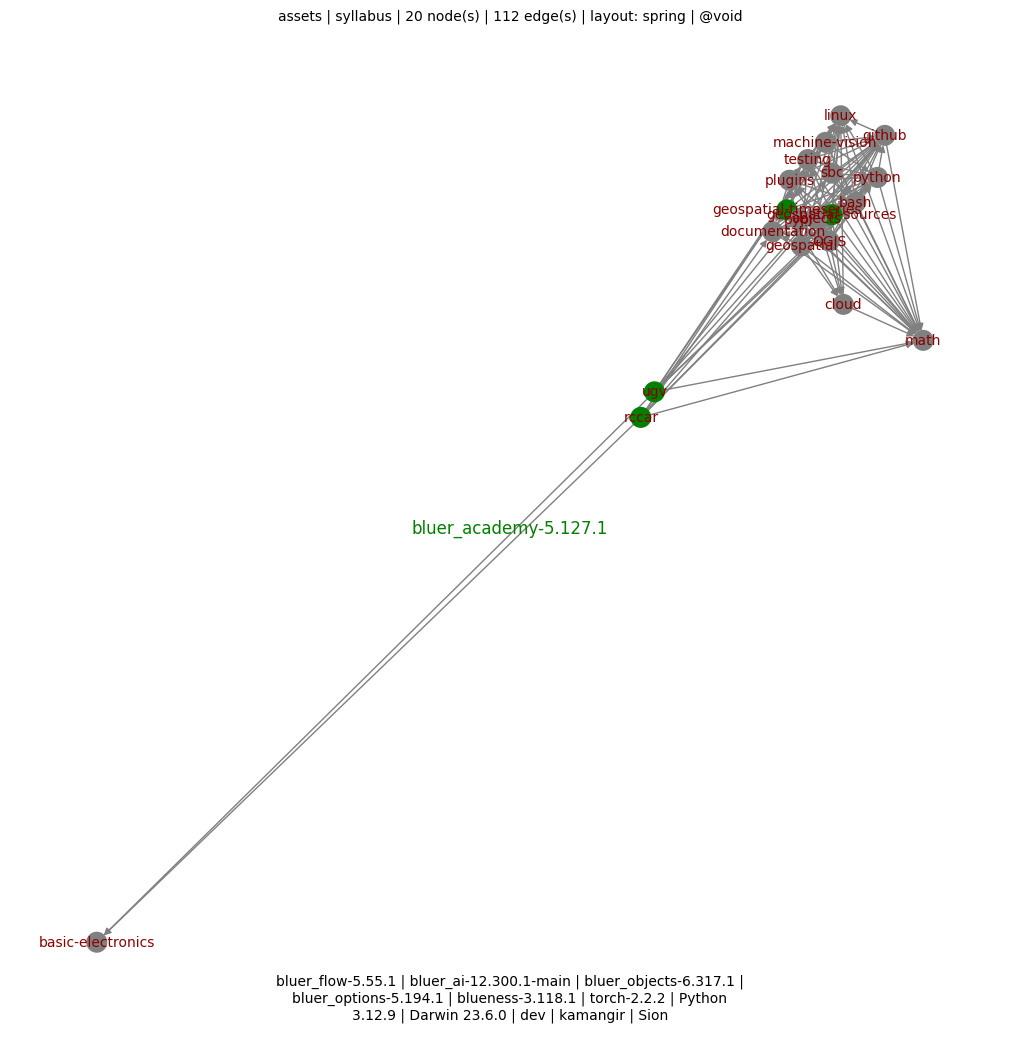 assets | syllabus | 20 node(s) | 112 edge(s) | layout: spring | @void
linux
github
machine-vision
testing
sbc
python
plugins
bash
geospatial-timeseries
geospatial-sources
objects
documentation
QGIS
geospatial
cloud
math
ugv
rccar
bluer_academy-5.127.1
basic-electronics
bluer_flow-5.55.1 | bluer_ai-12.300.1-main | bluer_objects-6.317.1 |
bluer_options-5.194.1 | blueness-3.118.1 | torch-2.2.2 | Python
3.12.9 | Darwin 23.6.0 | dev | kamangir | Sion